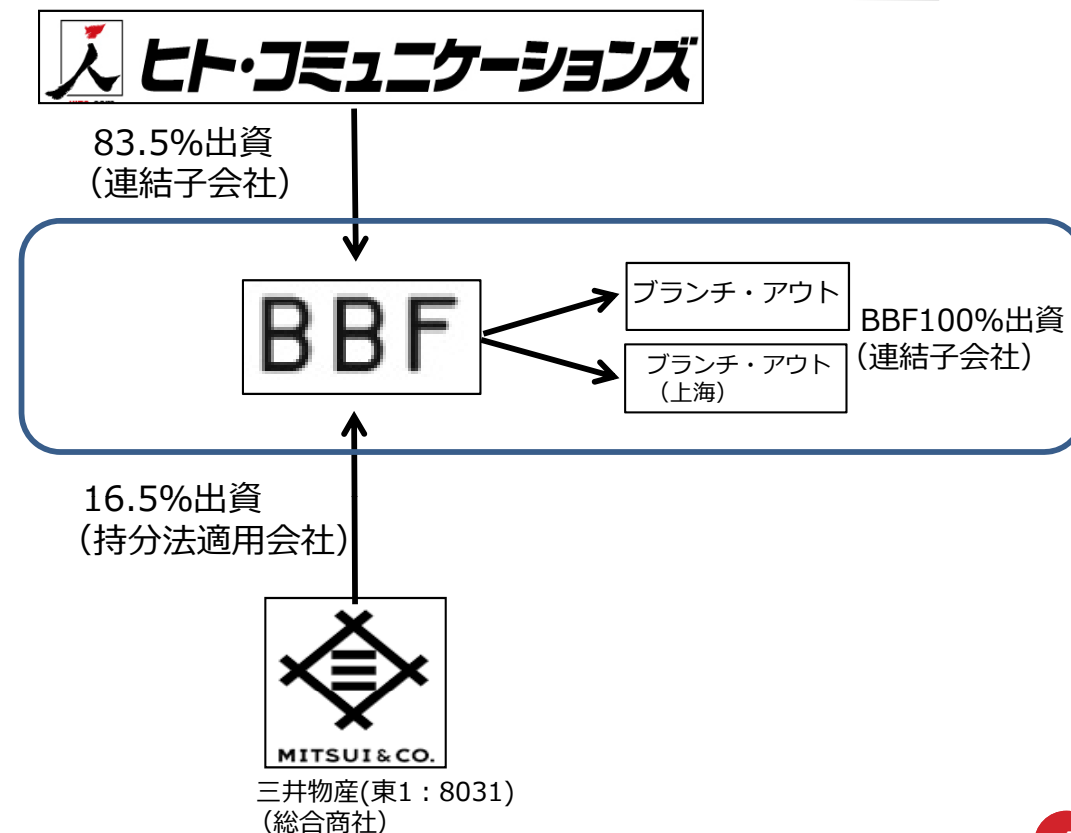 人 ヒト・コミュニケーションズ
83.5%出資
（連結子会社）
BBF
ブランチ・アウト
ブランチ・アウト
（上海）
BBF100%出資
（連結子会社）
16.5%出資
（持分法適用会社）
MITSUI & CO.
三井物産(東1：8031)
（総合商社）